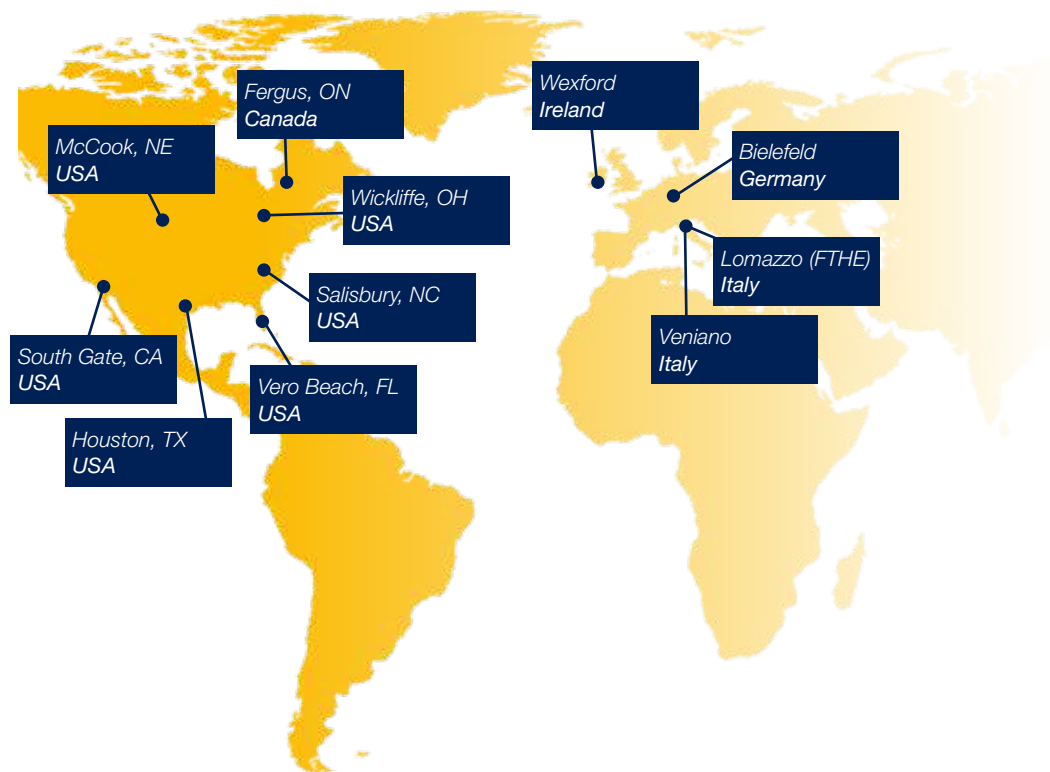 Fergus, ON
Canada
McCook, NE
USA
Wickliffe, OH
USA
Salisbury, NC
USA
South Gate, CA
USA
Vero Beach, FL
USA
Houston, TX
USA
Wexford
Ireland
Bielefeld
Germany
Lomazzo (FTHE)
Italy
Veniano
Italy